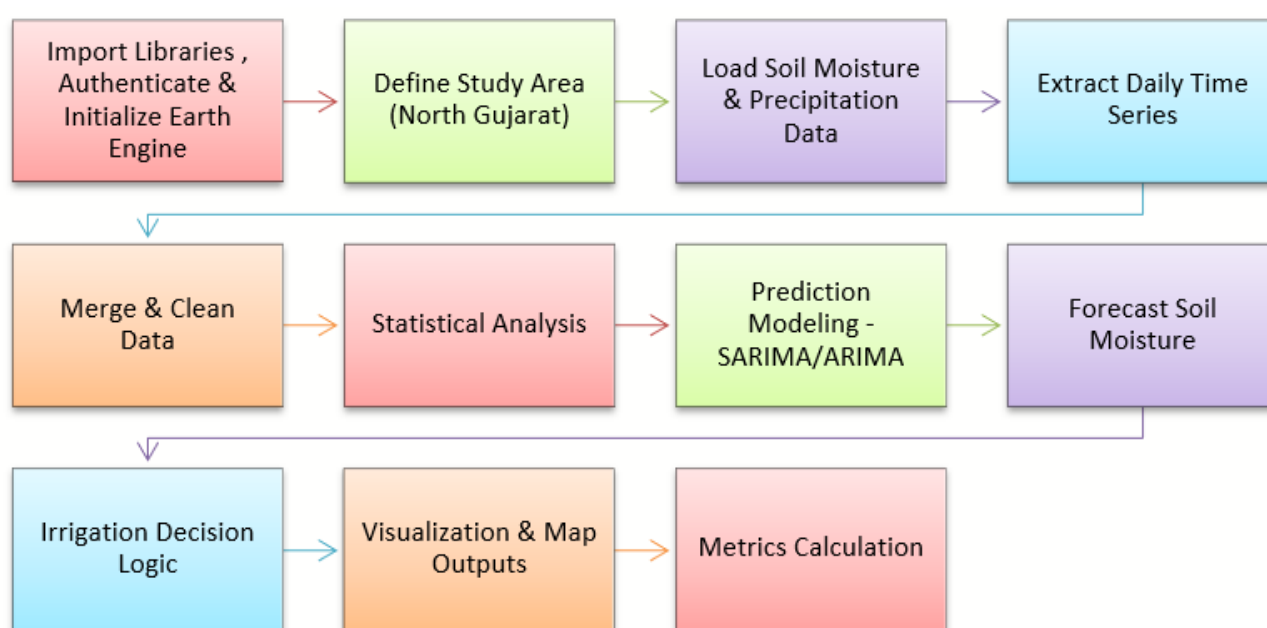 Import Libraries ,
Authenticate &
Initialize Earth
Engine
Define Study Area
(North Gujarat)
Load Soil Moisture
& Precipitation
Data
Extract Daily Time
Series
Merge & Clean
Data
Statistical Analysis
Prediction
Modeling -
SARIMA/ARIMA
Forecast Soil
Moisture
Irrigation Decision
Logic
Visualization & Map
Outputs
Metrics Calculation